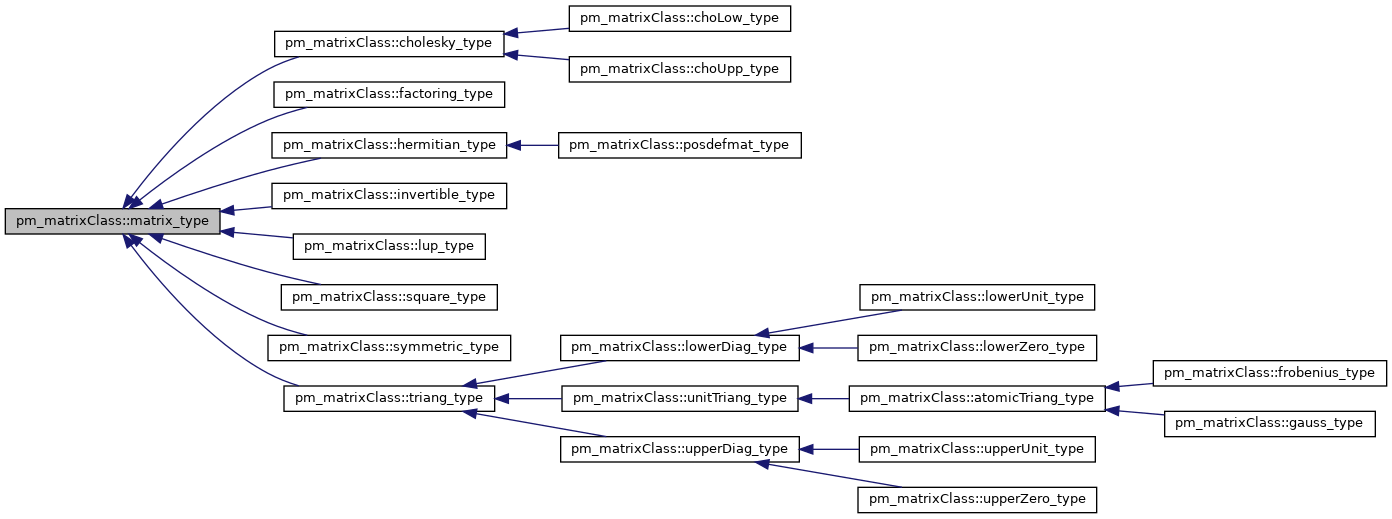 pm_matrixClass::choLow_type
pm_matrixClass::cholesky_type
pm_matrixClass::choUpp_type
pm_matrixClass::factoring_type
pm_matrixClass::hermitian_type
pm_matrixClass::posdefmat_type
pm_matrixClass::invertible_type
pm_matrixClass::matrix_type
pm_matrixClass::lup_type
pm_matrixClass::square_type
pm_matrixClass::lowerUnit_type
pm_matrixClass::symmetric_type
pm_matrixClass::lowerDiag_type
pm_matrixClass::lowerZero_type
pm_matrixClass::frobenius_type
pm_matrixClass::triang_type
pm_matrixClass::unitTriang_type
pm_matrixClass::atomicTriang_type
pm_matrixClass::gauss_type
pm_matrixClass::upperDiag_type
pm_matrixClass::upperUnit_type
pm_matrixClass::upperZero_type